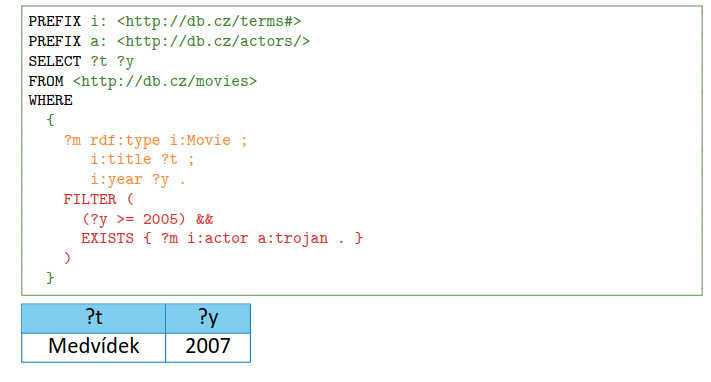 PREFIX i: <http://db.cz/terms#>
PREFIX a: <http://db.cz/actors/>
SELECT ?t ?y
FROM <http://db.cz/movies>
WHERE
{
?m rdf:type i:Movie ;
i:title ?t ;
i:year ?y .
FILTER (
(?y >= 2005) &&
EXISTS { ?m i:actor a:trojan . }
)
}
?t ?y
Medvídek 2007